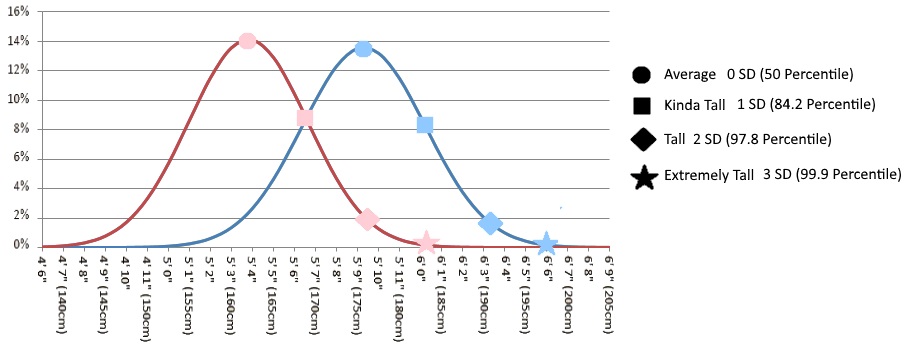 16%
14%
12%
10%
8%
6%
4%
2%
0%
4' 6"
4' 7" (140cm)
4' 8"
4' 9" (145cm)
4' 10"
4' 11" (150cm)
5' 0"
5' 1" (155cm)
5' 2"
5' 3" (160cm)
5' 4"
5' 5" (165cm)
5' 6"
5' 7" (170cm)
5' 8"
5' 9" (175cm)
5' 10"
5' 11" (180cm)
6' 0"
6' 1" (185cm)
6' 2"
6' 3" (190cm)
6' 4"
6' 5" (195cm)
6' 6"
6' 7" (200cm)
6' 8"
6' 9" (205cm)
Average 0 SD (50 Percentile)
Kinda Tall 1 SD (84.2 Percentile)
Tall 2 SD (97.8 Percentile)
Extremely Tall 3 SD (99.9 Percentile)